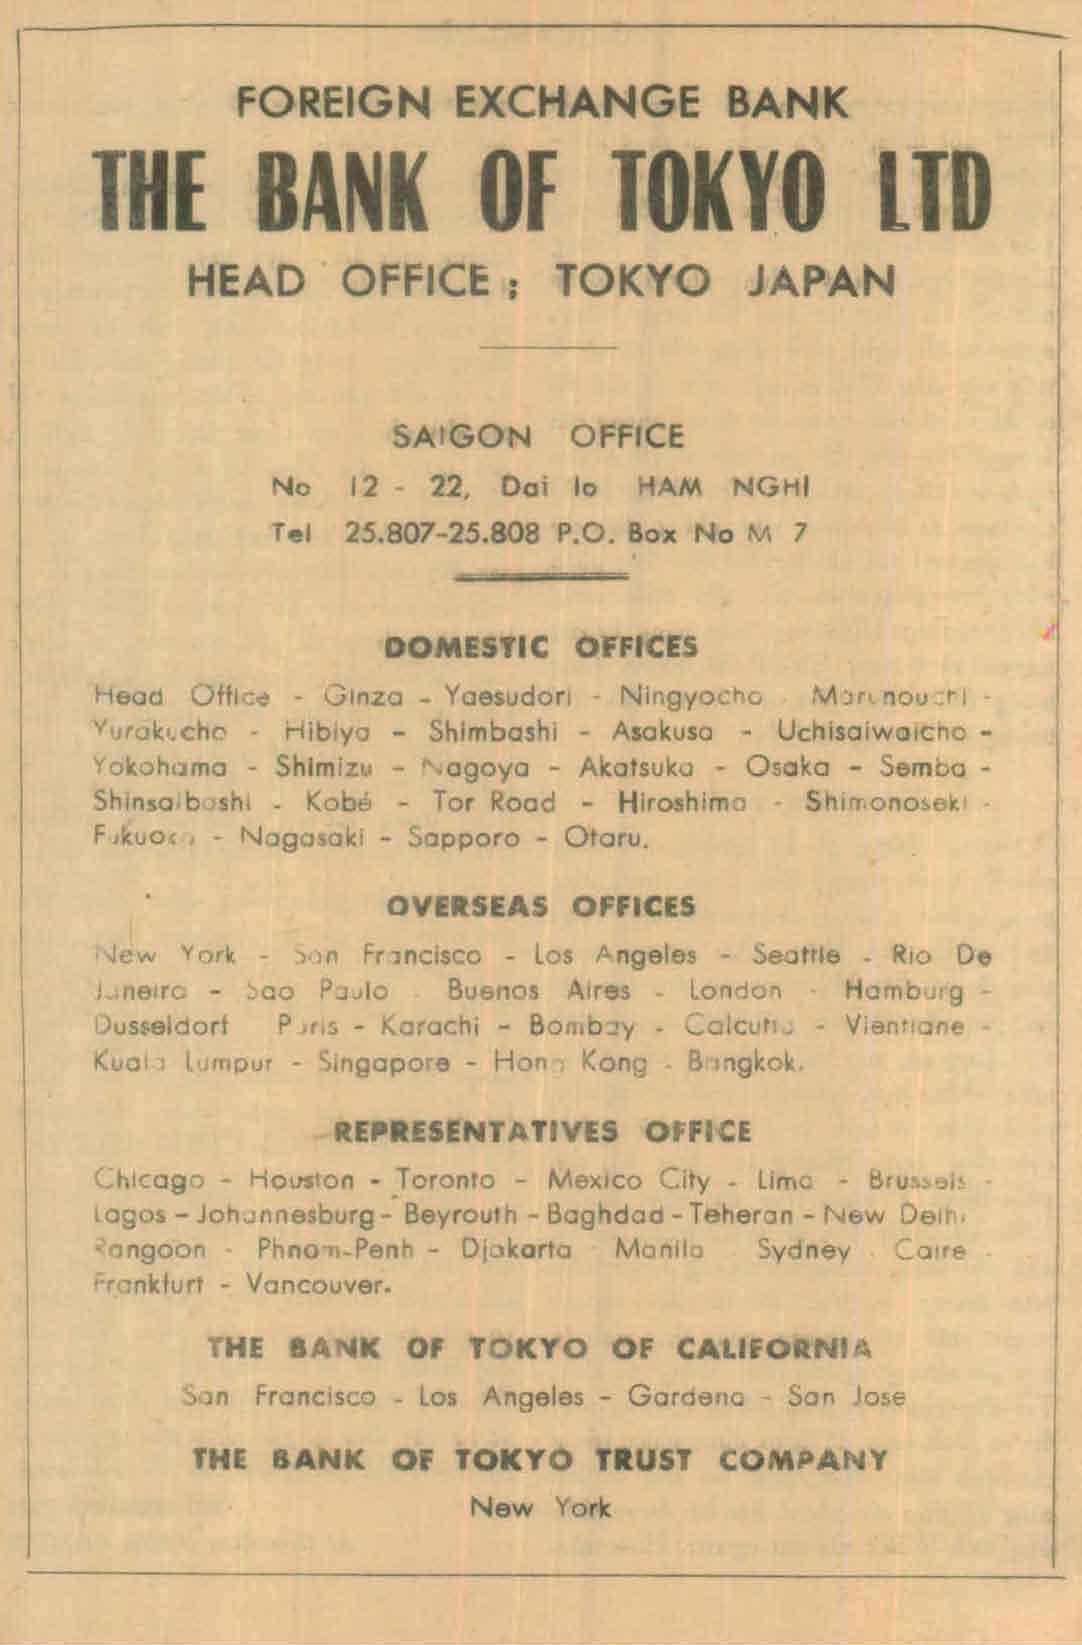 FOREIGN EXCHANGE BANK
THE BANK OF TOKYO LTD
HEAD OFFICE ; TOKYO JAPAN
SAIGON OFFICE
No 12 - 22, Dai lo HAM NGHI
Tel 25.807-25.808 P.O. Box No M 7
DOMESTIC OFFICES
Head Office - Ginza - Yaesudori - Ningyocho - Marunouchi -
Yurakucho - Hibiya - Shimbashi - Asakusa - Uchisaiwaicho -
Yokohama - Shimizu - Nagoya - Akatsuka - Osaka - Semba -
Shinsaibashi - Kobé - Tor Road - Hiroshima - Shimonoseki -
Fukuoka - Nagasaki - Sapporo - Otaru.
OVERSEAS OFFICES
New York - San Francisco - Los Angeles - Seattle - Rio De
Janeiro - Sao Paulo - Buenos Aires - London - Hamburg -
Dusseldorf Paris - Karachi - Bombay - Calcutta - Vientiane -
Kuala Lumpur - Singapore - Hong Kong - Bangkok.
REPRESENTATIVES OFFICE
Chicago - Houston - Toronto - Mexico City - Lima - Brussels -
Lagos - Johannesburg - Beyrouth - Baghdad - Teheran - New Delhi
Rangoon - Phnom-Penh - Djakarta - Manila - Sydney - Caire -
Frankfurt - Vancouver.
THE BANK OF TOKYO OF CALIFORNIA
San Francisco - Los Angeles - Gardena - San Jose
THE BANK OF TOKYO TRUST COMPANY
New York